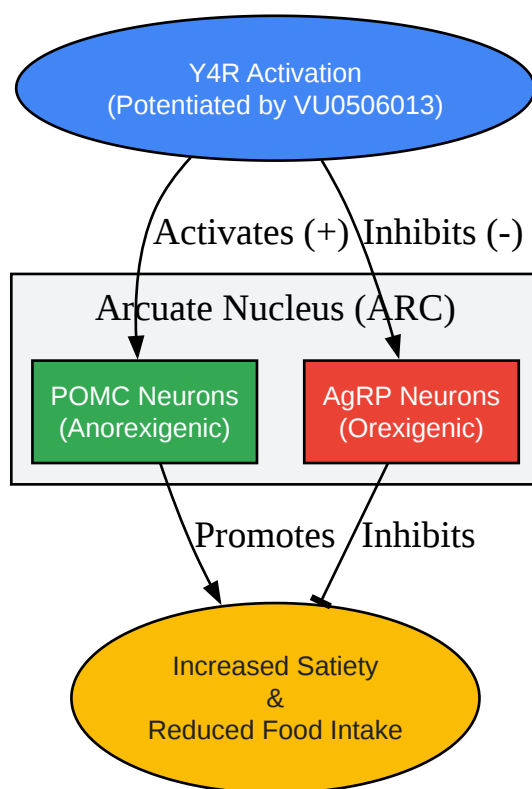 Y4R Activation
(Potentiated by VU0506013)
Activates (+)
Inhibits (-)
Arcuate Nucleus (ARC)
POMC Neurons
(Anorexigenic)
AgRP Neurons
(Orexigenic)
Promotes
Inhibits
Increased Satiety
&
Reduced Food Intake